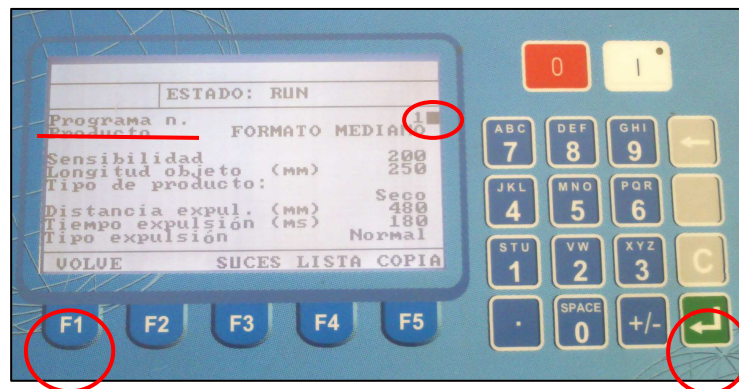 ESTADO: RUN
Programa n. 1
Producto FORMATO MEDIANO
Sensibilidad 200
Longitud objeto (mm) 250
Tipo de producto:
Seco
Distancia expul. (mm) 480
Tiempo expulsión (ms) 180
Tipo expulsión Normal
VOLVE SUCES LISTA COPIA
F1 F2 F3 F4 F5
0 I
ABC DEF GHI
7 8 9
JKL MNO PQR
4 5 6
STU VW XYZ
1 2 3 C
SPACE
. 0 +/-